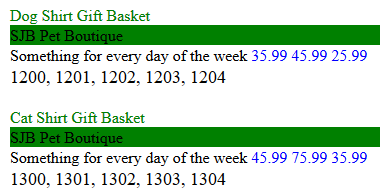 Dog Shirt Gift Basket
SJB Pet Boutique
Something for every day of the week 35.99 45.99 25.99
1200, 1201, 1202, 1203, 1204
Cat Shirt Gift Basket
SJB Pet Boutique
Something for every day of the week 45.99 75.99 35.99
1300, 1301, 1302, 1303, 1304